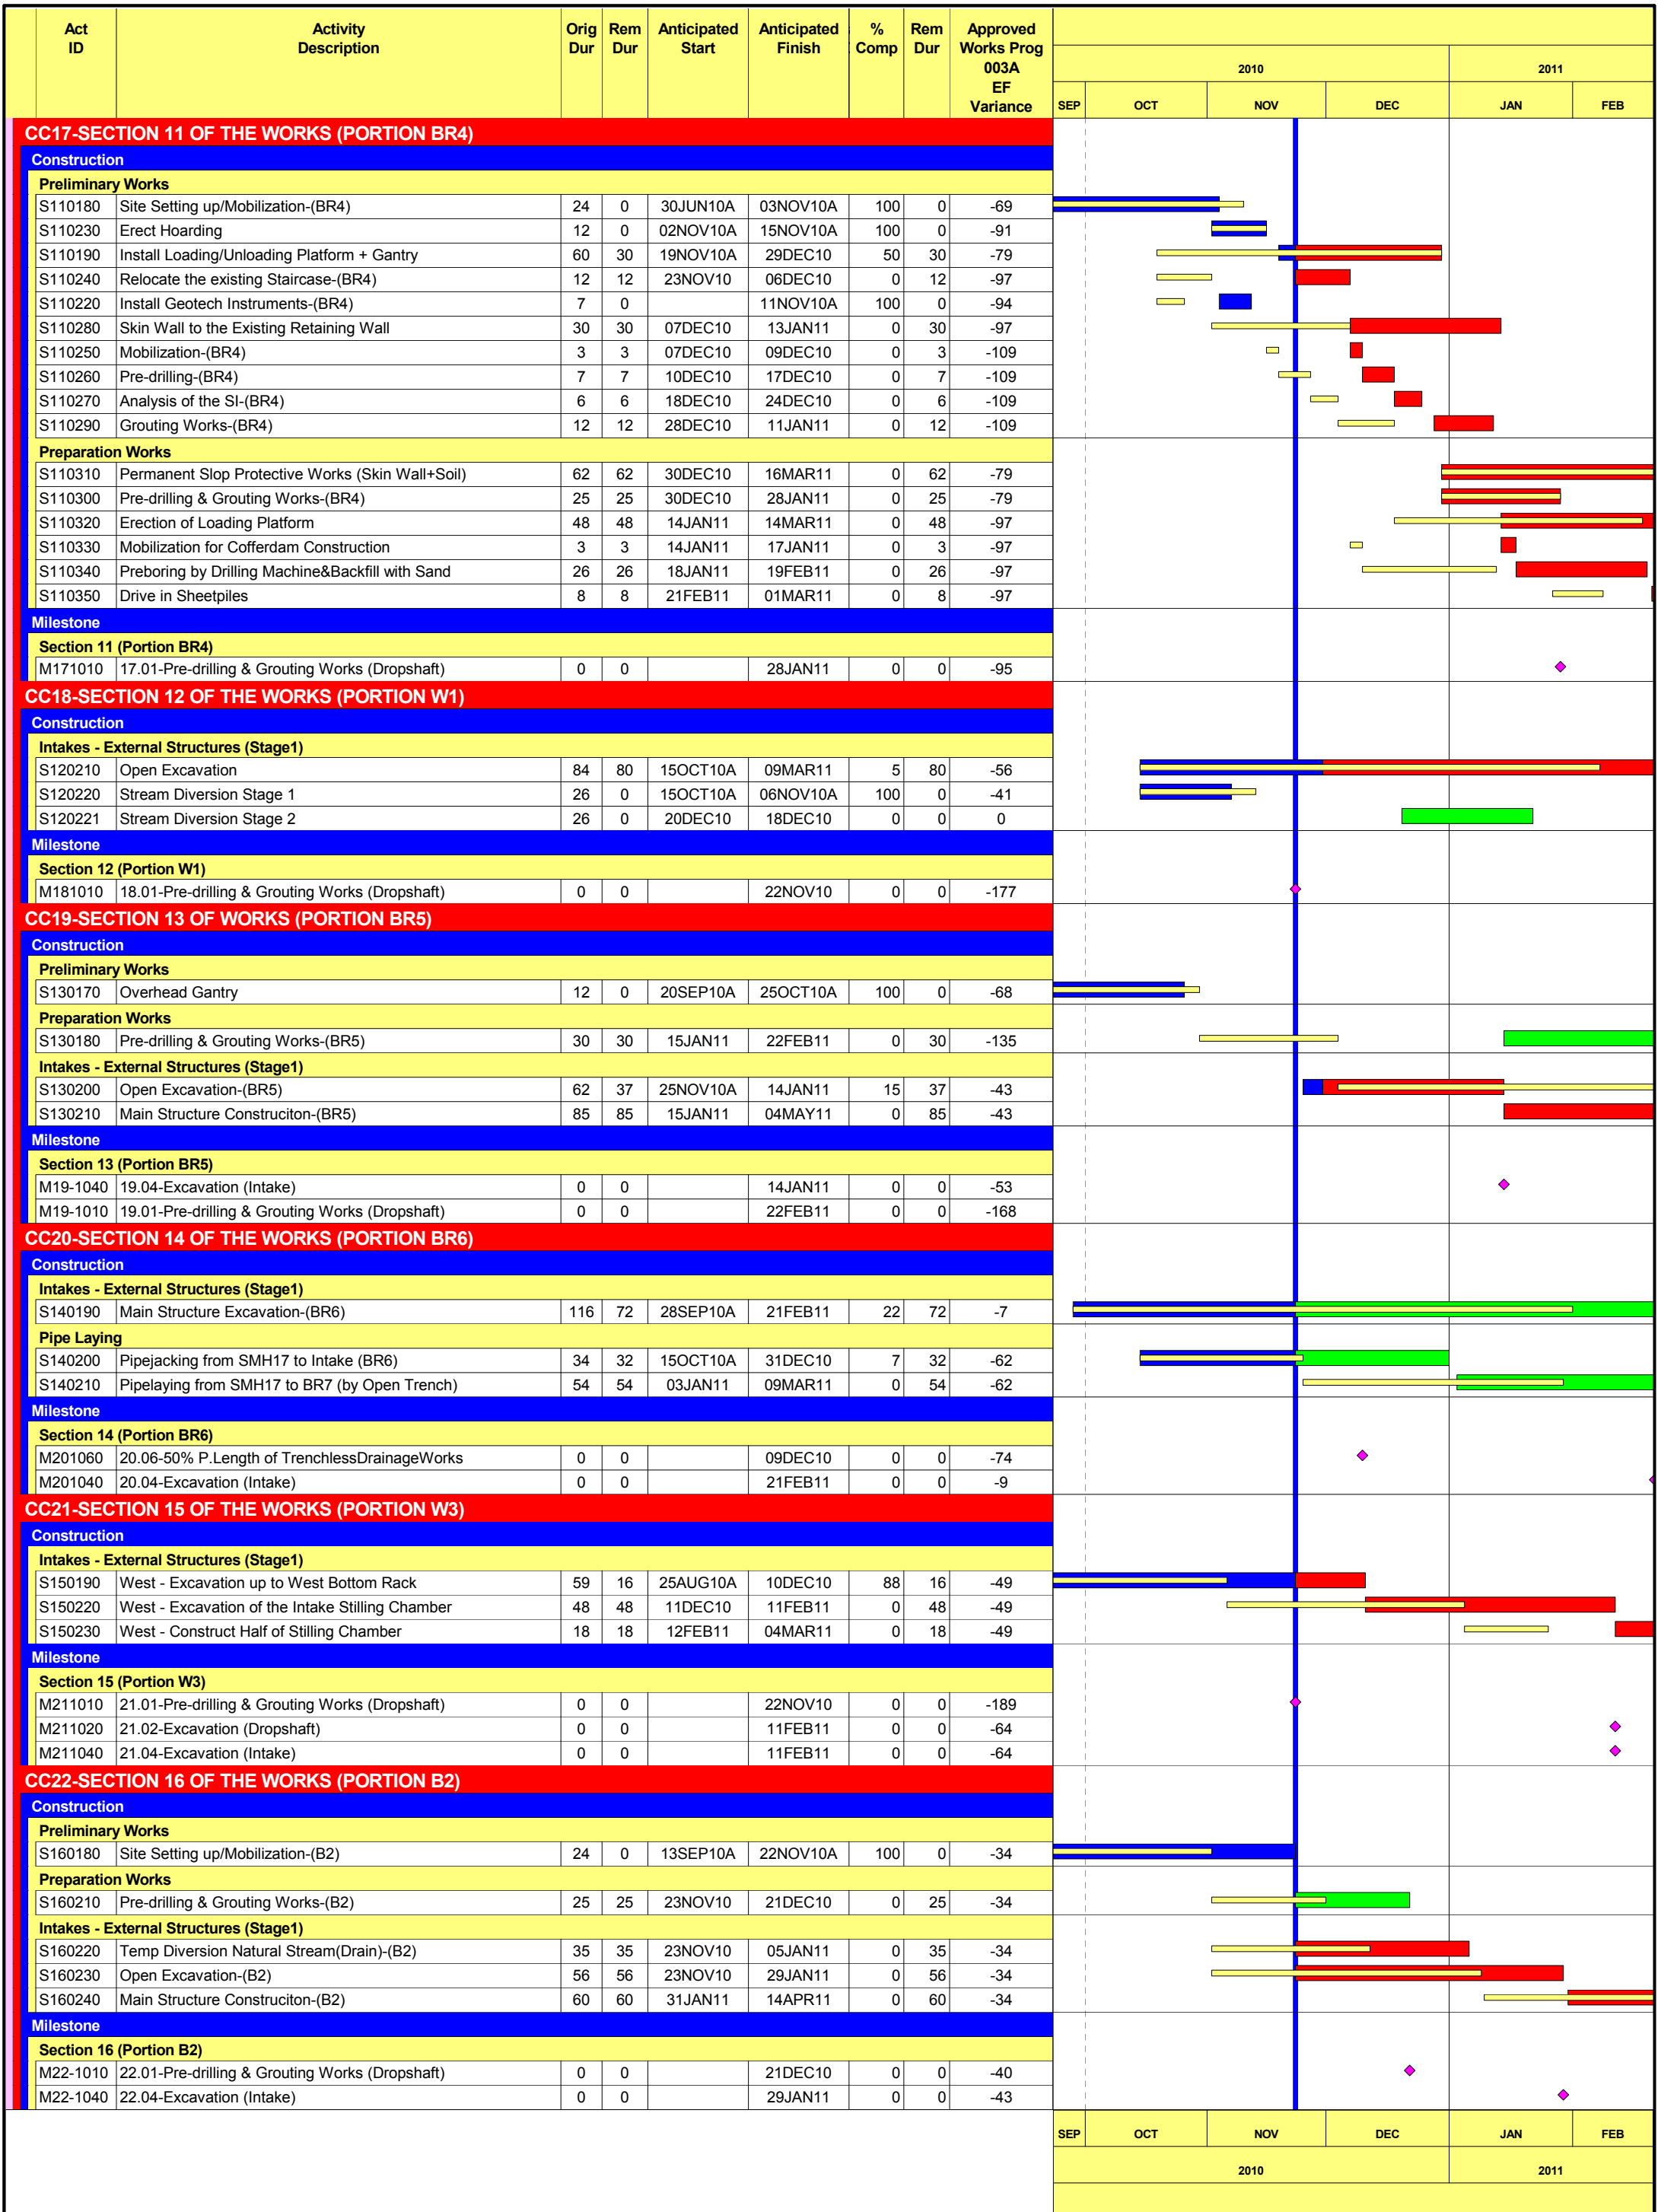 Act Activity Orig Rem Anticipated Anticipated % Rem Approved
ID Description Dur Dur Start Finish Comp Dur Works Prog
003A
EF
Variance
2010 2011
SEP OCT NOV DEC JAN FEB
CC17-SECTION 11 OF THE WORKS (PORTION BR4)
Construction
Preliminary Works
S110180 Site Setting up/Mobilization-(BR4) 24 0 30JUN10A 03NOV10A 100 0 -69
S110230 Erect Hoarding 12 0 02NOV10A 15NOV10A 100 0 -91
S110190 Install Loading/Unloading Platform + Gantry 60 30 19NOV10A 29DEC10 50 30 -79
S110240 Relocate the existing Staircase-(BR4) 12 12 23NOV10 06DEC10 0 12 -97
S110220 Install Geotech Instruments-(BR4) 7 0 11NOV10A 100 0 -94
S110280 Skin Wall to the Existing Retaining Wall 30 30 07DEC10 13JAN11 0 30 -97
S110250 Mobilization-(BR4) 3 3 07DEC10 09DEC10 0 3 -109
S110260 Pre-drilling-(BR4) 7 7 10DEC10 17DEC10 0 7 -109
S110270 Analysis of the SI-(BR4) 6 6 18DEC10 24DEC10 0 6 -109
S110290 Grouting Works-(BR4) 12 12 28DEC10 11JAN11 0 12 -109
Preparation Works
S110310 Permanent Slop Protective Works (Skin Wall+Soil) 62 62 30DEC10 16MAR11 0 62 -79
S110300 Pre-drilling & Grouting Works-(BR4) 25 25 30DEC10 28JAN11 0 25 -79
S110320 Erection of Loading Platform 48 48 14JAN11 14MAR11 0 48 -97
S110330 Mobilization for Cofferdam Construction 3 3 14JAN11 17JAN11 0 3 -97
S110340 Preboring by Drilling Machine&Backfill with Sand 26 26 18JAN11 19FEB11 0 26 -97
S110350 Drive in Sheetpiles 8 8 21FEB11 01MAR11 0 8 -97
Milestone
Section 11 (Portion BR4)
M171010 17.01-Pre-drilling & Grouting Works (Dropshaft) 0 0 28JAN11 0 0 -95
CC18-SECTION 12 OF THE WORKS (PORTION W1)
Construction
Intakes - External Structures (Stage1)
S120210 Open Excavation 84 80 15OCT10A 09MAR11 5 80 -56
S120220 Stream Diversion Stage 1 26 0 15OCT10A 06NOV10A 100 0 -41
S120221 Stream Diversion Stage 2 26 0 20DEC10 18DEC10 0 0 0
Milestone
Section 12 (Portion W1)
M181010 18.01-Pre-drilling & Grouting Works (Dropshaft) 0 0 22NOV10 0 0 -177
CC19-SECTION 13 OF WORKS (PORTION BR5)
Construction
Preliminary Works
S130170 Overhead Gantry 12 0 20SEP10A 25OCT10A 100 0 -68
Preparation Works
S130180 Pre-drilling & Grouting Works-(BR5) 30 30 15JAN11 22FEB11 0 30 -135
Intakes - External Structures (Stage1)
S130200 Open Excavation-(BR5) 62 37 25NOV10A 14JAN11 15 37 -43
S130210 Main Structure Construciton-(BR5) 85 85 15JAN11 04MAY11 0 85 -43
Milestone
Section 13 (Portion BR5)
M19-1040 19.04-Excavation (Intake) 0 0 14JAN11 0 0 -53
M19-1010 19.01-Pre-drilling & Grouting Works (Dropshaft) 0 0 22FEB11 0 0 -168
CC20-SECTION 14 OF THE WORKS (PORTION BR6)
Construction
Intakes - External Structures (Stage1)
S140190 Main Structure Excavation-(BR6) 116 72 28SEP10A 21FEB11 22 72 -7
Pipe Laying
S140200 Pipejacking from SMH17 to Intake (BR6) 34 32 15OCT10A 31DEC10 7 32 -62
S140210 Pipelaying from SMH17 to BR7 (by Open Trench) 54 54 03JAN11 09MAR11 0 54 -62
Milestone
Section 14 (Portion BR6)
M201060 20.06-50% P.Length of TrenchlessDrainageWorks 0 0 09DEC10 0 0 -74
M201040 20.04-Excavation (Intake) 0 0 21FEB11 0 0 -9
CC21-SECTION 15 OF THE WORKS (PORTION W3)
Construction
Intakes - External Structures (Stage1)
S150190 West - Excavation up to West Bottom Rack 59 16 25AUG10A 10DEC10 88 16 -49
S150220 West - Excavation of the Intake Stilling Chamber 48 48 11DEC10 11FEB11 0 48 -49
S150230 West - Construct Half of Stilling Chamber 18 18 12FEB11 04MAR11 0 18 -49
Milestone
Section 15 (Portion W3)
M211010 21.01-Pre-drilling & Grouting Works (Dropshaft) 0 0 22NOV10 0 0 -189
M211020 21.02-Excavation (Dropshaft) 0 0 11FEB11 0 0 -64
M211040 21.04-Excavation (Intake) 0 0 11FEB11 0 0 -64
CC22-SECTION 16 OF THE WORKS (PORTION B2)
Construction
Preliminary Works
S160180 Site Setting up/Mobilization-(B2) 24 0 13SEP10A 22NOV10A 100 0 -34
Preparation Works
S160210 Pre-drilling & Grouting Works-(B2) 25 25 23NOV10 21DEC10 0 25 -34
Intakes - External Structures (Stage1)
S160220 Temp Diversion Natural Stream(Drain)-(B2) 35 35 23NOV10 05JAN11 0 35 -34
S160230 Open Excavation-(B2) 56 56 23NOV10 29JAN11 0 56 -34
S160240 Main Structure Construciton-(B2) 60 60 31JAN11 14APR11 0 60 -34
Milestone
Section 16 (Portion B2)
M22-1010 22.01-Pre-drilling & Grouting Works (Dropshaft) 0 0 21DEC10 0 0 -40
M22-1040 22.04-Excavation (Intake) 0 0 29JAN11 0 0 -43
SEP OCT NOV DEC JAN FEB
2010 2011